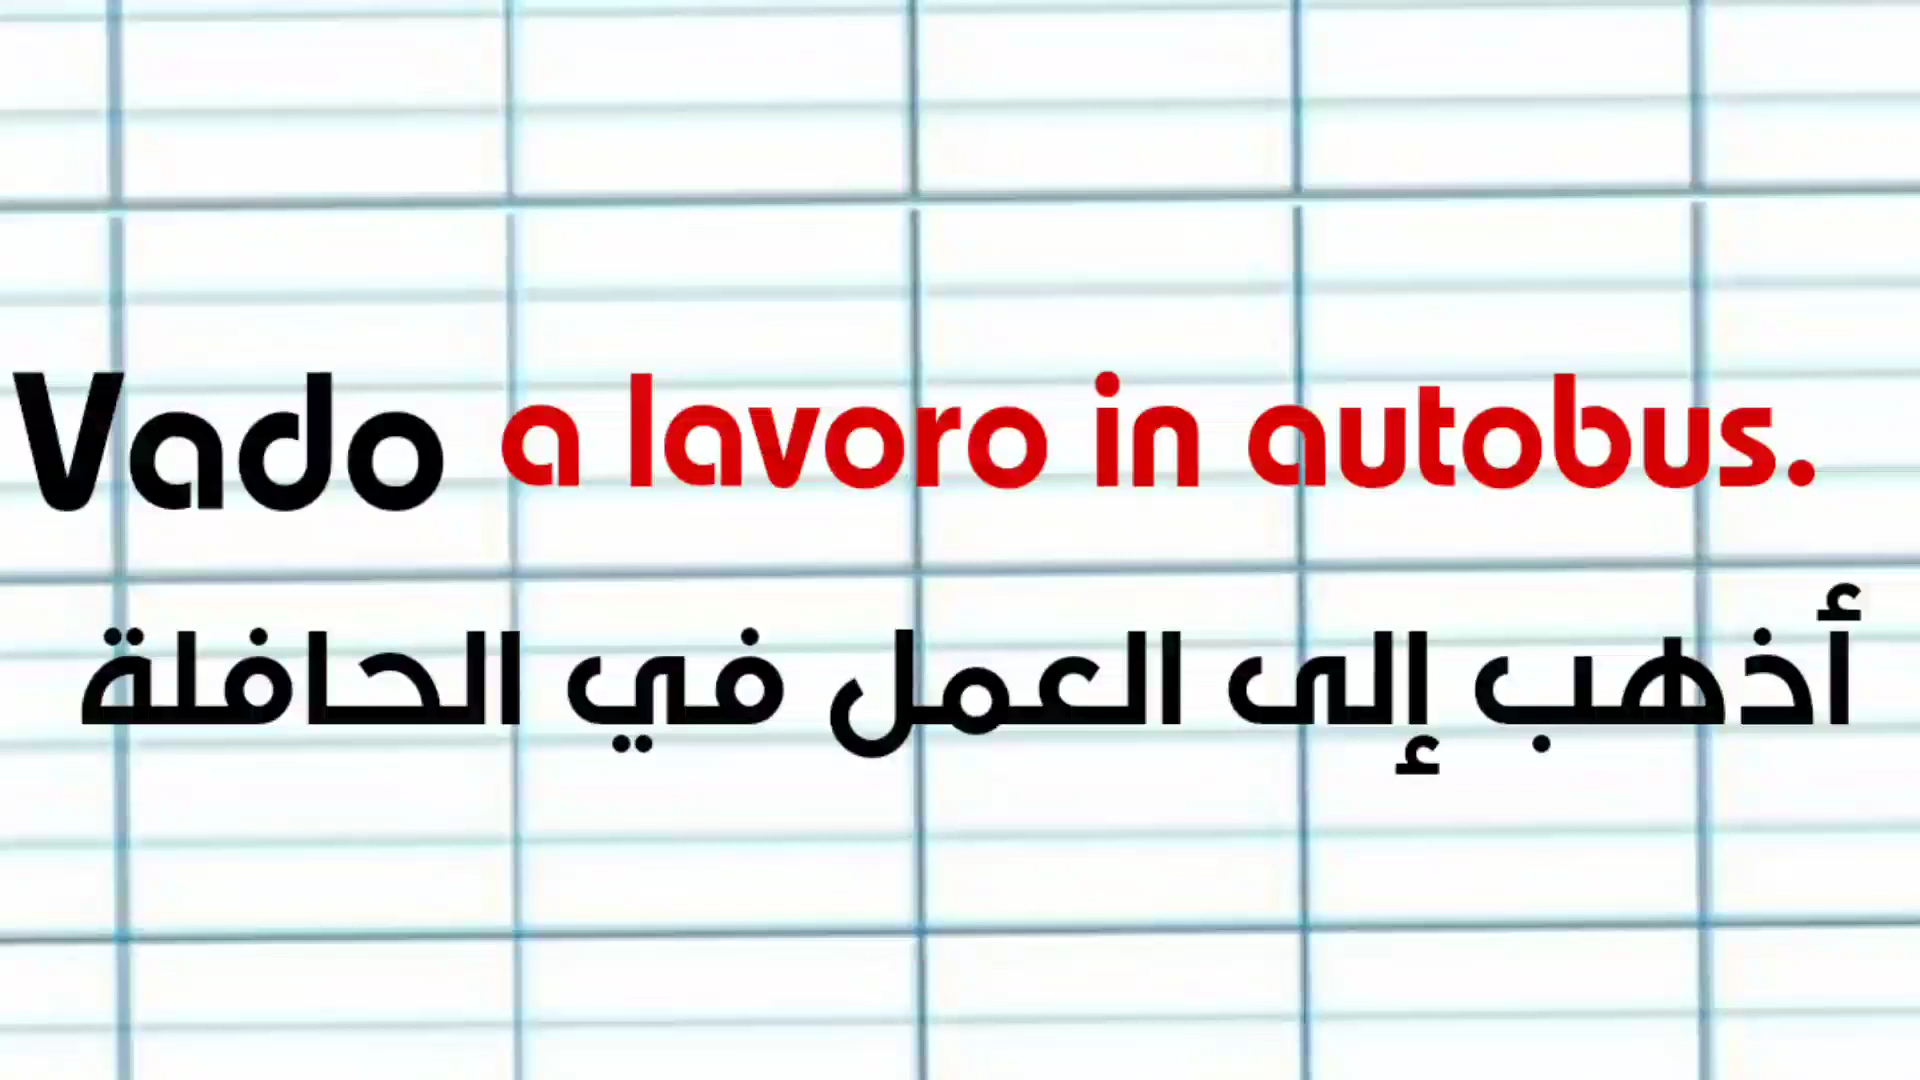 Vado a lavoro in autobus.
أذهب إلى العمل في الحافلة